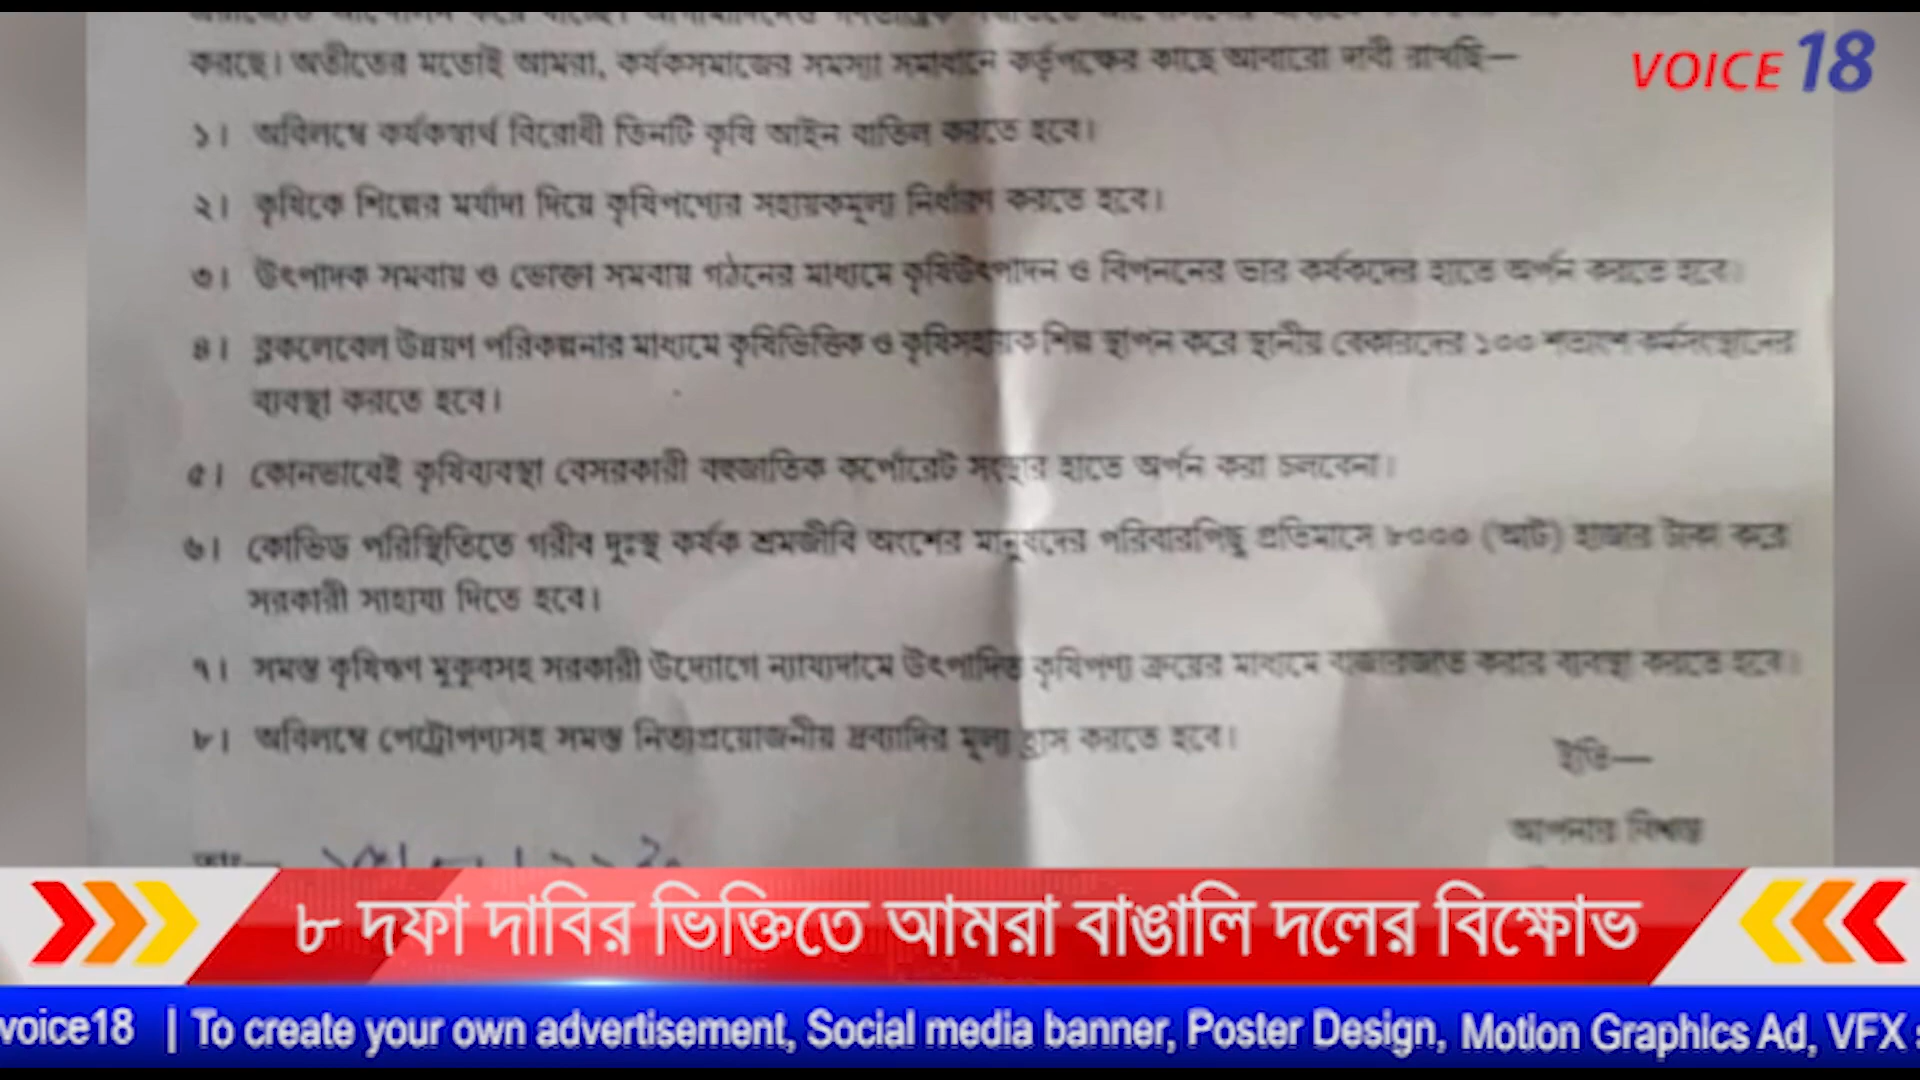 করছে। অতীতের মতোই আমরা, কর্ষকসমাজের সমস্যা সমাধানে কর্তৃপক্ষের কাছে আবারো দাবী রাখছি—
VOICE 18
১। অবিলম্বে কর্ষকস্বার্থ বিরোধী তিনটি কৃষি আইন বাতিল করতে হবে।
২। কৃষিকে শিল্পের মর্যাদা দিয়ে কৃষিপণ্যের সহায়কমূল্য নির্ধারণ করতে হবে।
৩। উৎপাদক সমবায় ও ভোক্তা সমবায় গঠনের মাধ্যমে কৃষিউৎপাদন ও বিপননের ভার কর্ষকদের হাতে অর্পন করতে হবে।
৪। ব্লকলেবেল উন্নয়ণ পরিকল্পনার মাধ্যমে কৃষিভিত্তিক ও কৃষিসহায়ক শিল্প স্থাপন করে স্থানীয় বেকারদের ১০০ শতাংশ কর্মসংস্থানের
ব্যবস্থা করতে হবে।
৫। কোনভাবেই কৃষিব্যবস্থা বেসরকারী বহুজাতিক কর্পোরেট সংস্থার হাতে অর্পন করা চলবেনা।
৬। কোভিড পরিস্থিতিতে গরীব দুঃস্থ কর্ষক শ্রমজীবি অংশের মানুষদের পরিবারপিছু প্রতিমাসে ৮০০০ (আট) হাজার টাকা করে
সরকারী সাহায্য দিতে হবে।
৭। সমস্ত কৃষিঋণ মুকুবসহ সরকারী উদ্যোগে ন্যায্যদামে উৎপাদিত কৃষিপণ্য ক্রয়ের মাধ্যমে বাজারজাত করার ব্যবস্থা করতে হবে।
৮। অবিলম্বে পেট্রোপণ্যসহ সমস্ত নিত্যপ্রয়োজনীয় দ্রব্যাদির মূল্য হ্রাস করতে হবে।
ইতি—
আপনার বিশ্বস্ত
৮ দফা দাবির ভিত্তিতে আমরা বাঙালি দলের বিক্ষোভ
voice18 | To create your own advertisement, Social media banner, Poster Design, Motion Graphics Ad, VFX